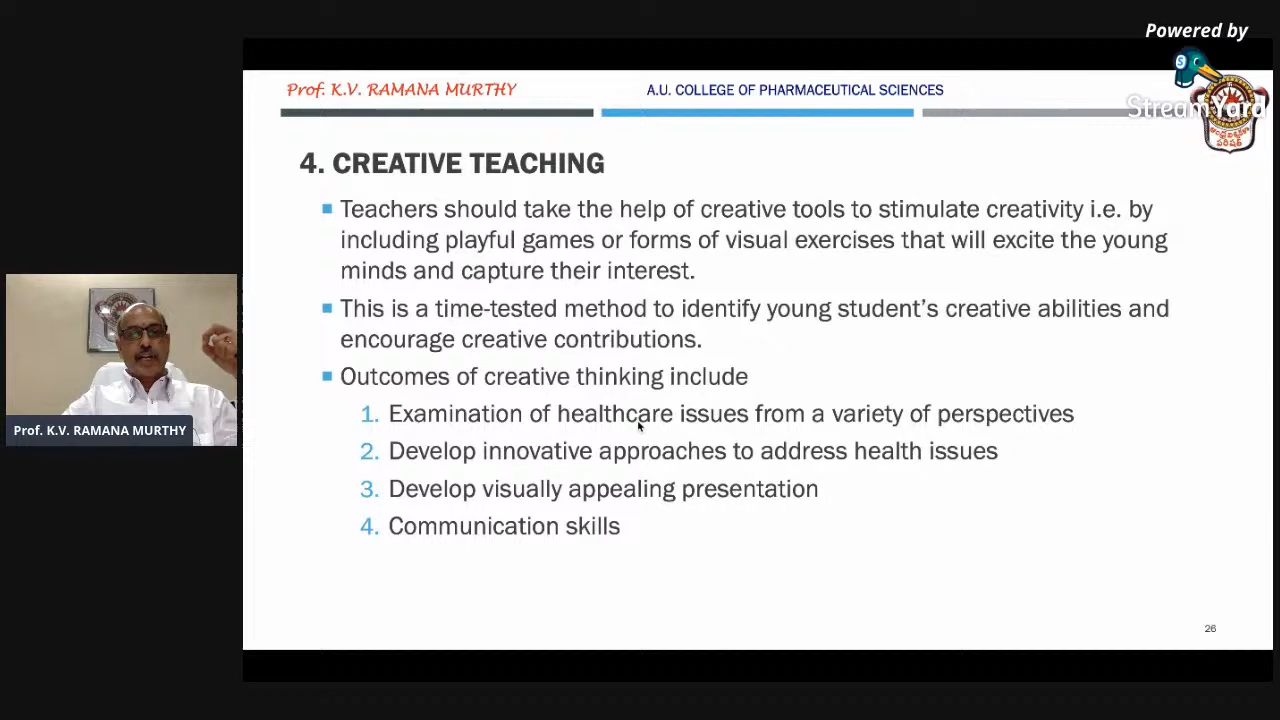 Powered by
StreamYard
Prof. K.V. RAMANA MURTHY
A.U. COLLEGE OF PHARMACEUTICAL SCIENCES
4. CREATIVE TEACHING
Teachers should take the help of creative tools to stimulate creativity i.e. by
including playful games or forms of visual exercises that will excite the young
minds and capture their interest.
This is a time-tested method to identify young student’s creative abilities and
encourage creative contributions.
Outcomes of creative thinking include
1. Examination of healthcare issues from a variety of perspectives
2. Develop innovative approaches to address health issues
3. Develop visually appealing presentation
4. Communication skills
Prof. K.V. RAMANA MURTHY
26